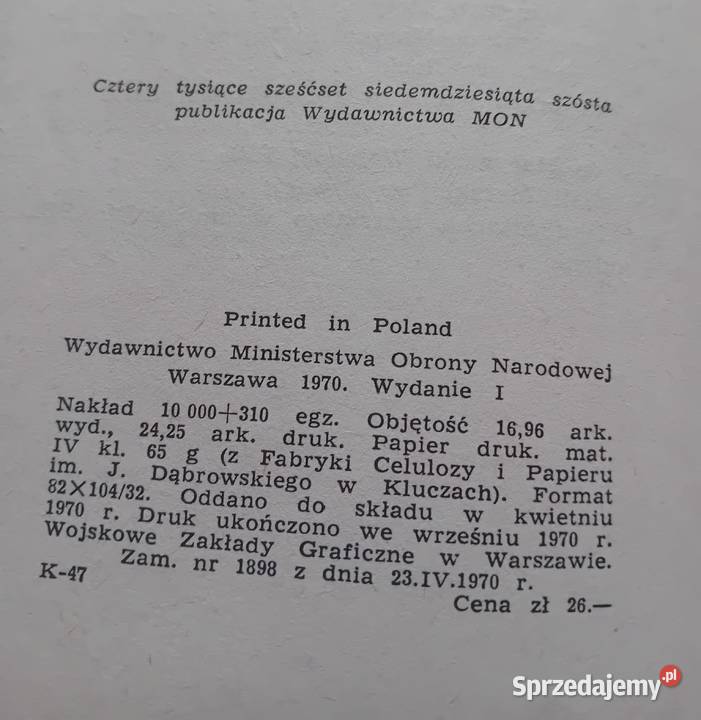 Cztery tysiące sześćset siedemdziesiąta szósta
publikacja Wydawnictwa MON
Printed in Poland
Wydawnictwo Ministerstwa Obrony Narodowej
Warszawa 1970. Wydanie I
Nakład 10 000+310 egz. Objętość 16,96 ark.
wyd., 24,25 ark. druk. Papier druk. mat.
IV kl. 65 g (z Fabryki Celulozy i Papieru
im. J. Dąbrowskiego w Kluczach). Format
82×104/32. Oddano do składu w kwietniu
1970 r. Druk ukończono we wrześniu 1970 r.
Wojskowe Zakłady Graficzne w Warszawie.
Zam. nr 1898 z dnia 23.IV.1970 r.
K-47
Cena zł 26.—
Sprzedajemy.pl